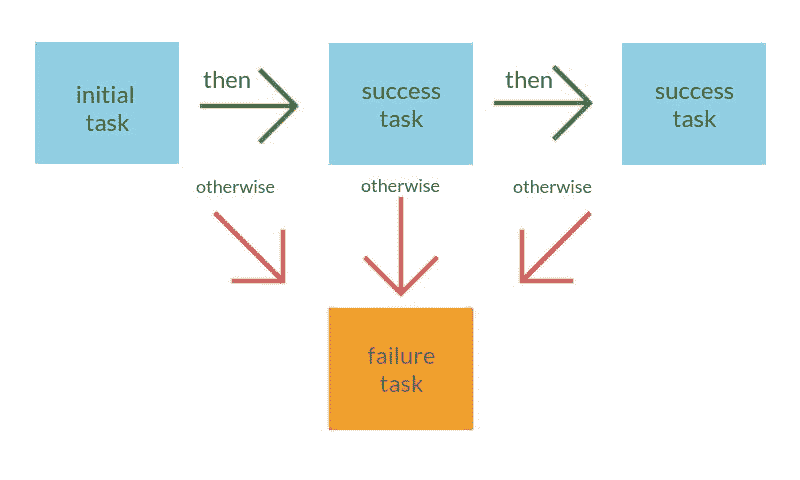 initial
task
then
success
task
then
success
task
otherwise
otherwise
otherwise
failure
task